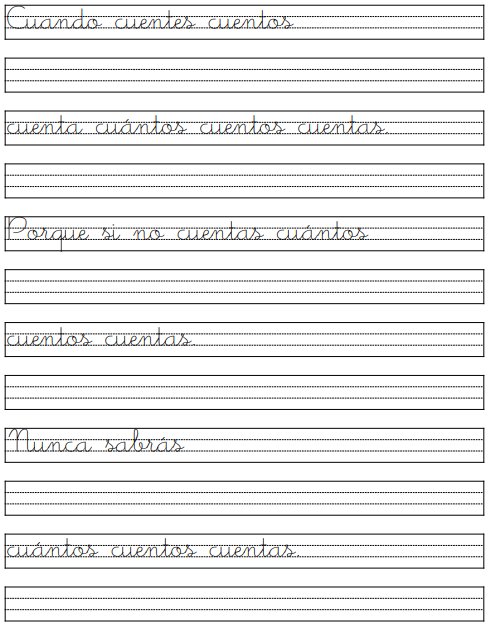 Cuando cuentes cuentos
cuenta cuántos cuentos cuentas.
Porque si no cuentas cuántos
cuentos cuentas
Nunca sabrás
cuántos cuentos cuentas.